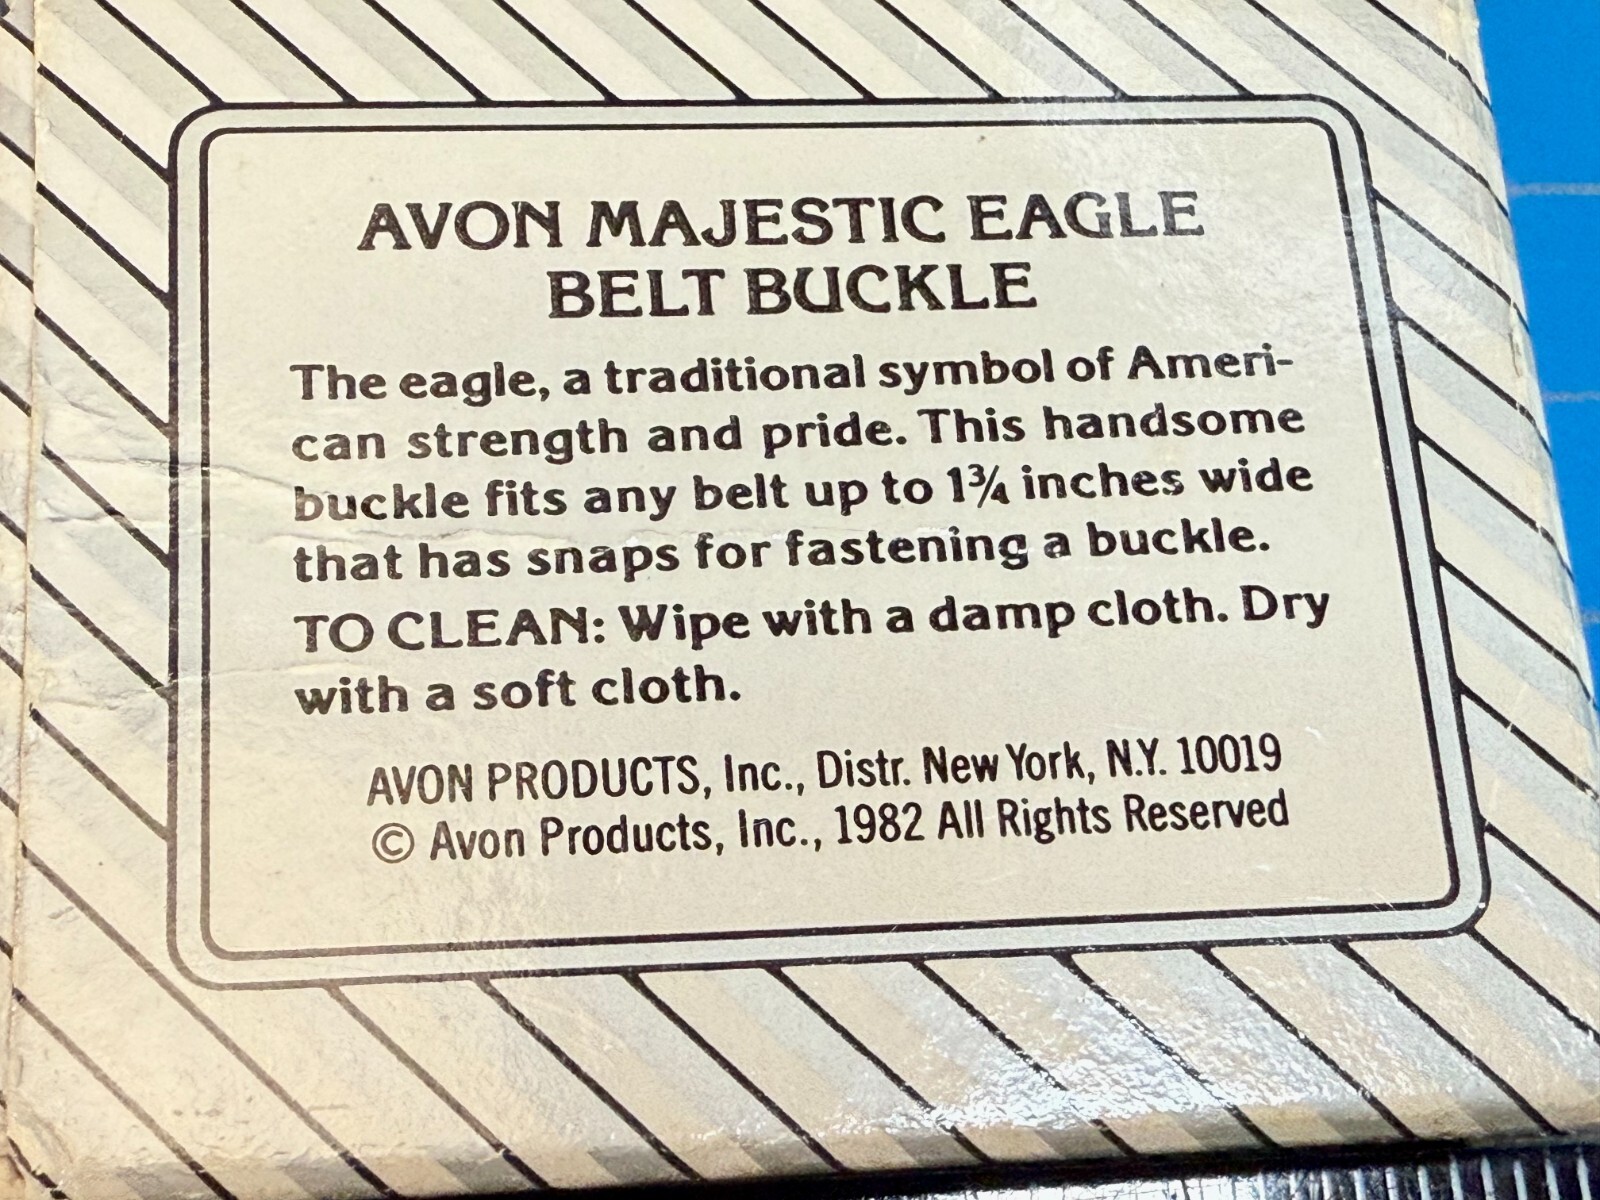 AVON MAJESTIC EAGLE
BELT BUCKLE
The eagle, a traditional symbol of Ameri-
can strength and pride. This handsome
buckle fits any belt up to 1¾ inches wide
that has snaps for fastening a buckle.
TO CLEAN: Wipe with a damp cloth. Dry
with a soft cloth.
AVON PRODUCTS, Inc., Distr. New York, N.Y. 10019
© Avon Products, Inc., 1982 All Rights Reserved